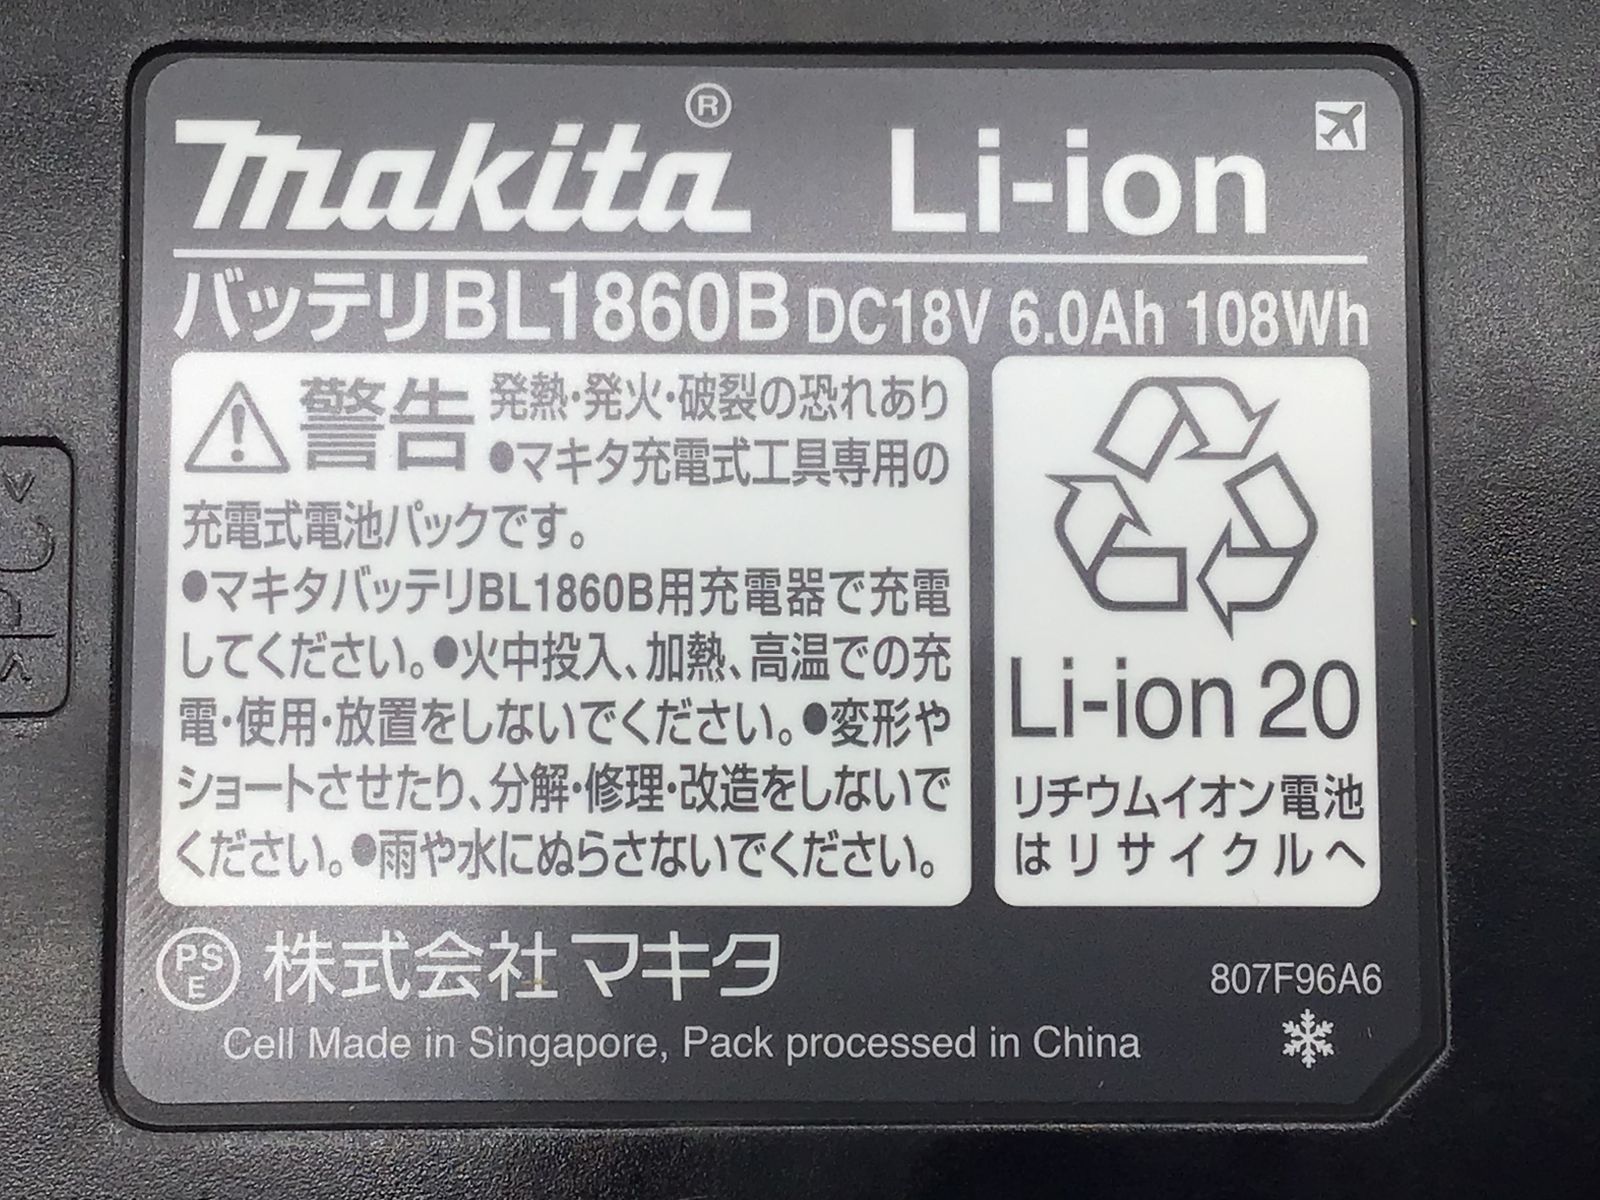 makita®
Li-ion
バッテリBL1860B DC18V 6.0Ah 108Wh
警告 発熱・発火・破裂の恐れあり
●マキタ充電式工具専用の
充電式電池パックです。
●マキタバッテリBL1860B用充電器で充電
してください。●火中投入、加熱、高温での充
電・使用・放置をしないでください。●変形や
ショートさせたり、分解・修理・改造をしないで
ください。●雨や水にぬらさないでください。
Li-ion 20
リチウムイオン電池
はリサイクルへ
PS
E
株式会社マキタ
807F96A6
Cell Made in Singapore, Pack processed in China